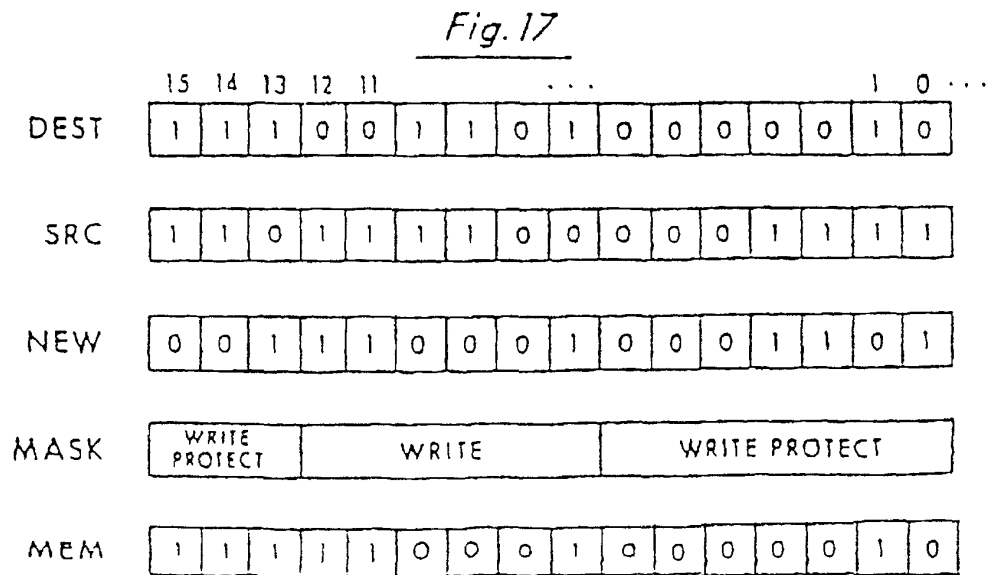 Fig. 17
15 14 13 12 11 ... 1 0 ...
DEST 1 1 1 0 0 1 1 0 1 0 0 0 0 0 1 0
SRC 1 1 0 1 1 1 1 0 0 0 0 0 1 1 1 1
NEW 0 0 1 1 1 0 0 0 1 0 0 0 1 1 0 1
MASK WRITE PROTECT WRITE WRITE PROTECT
MEM 1 1 1 1 1 0 0 0 1 0 0 0 0 0 1 0